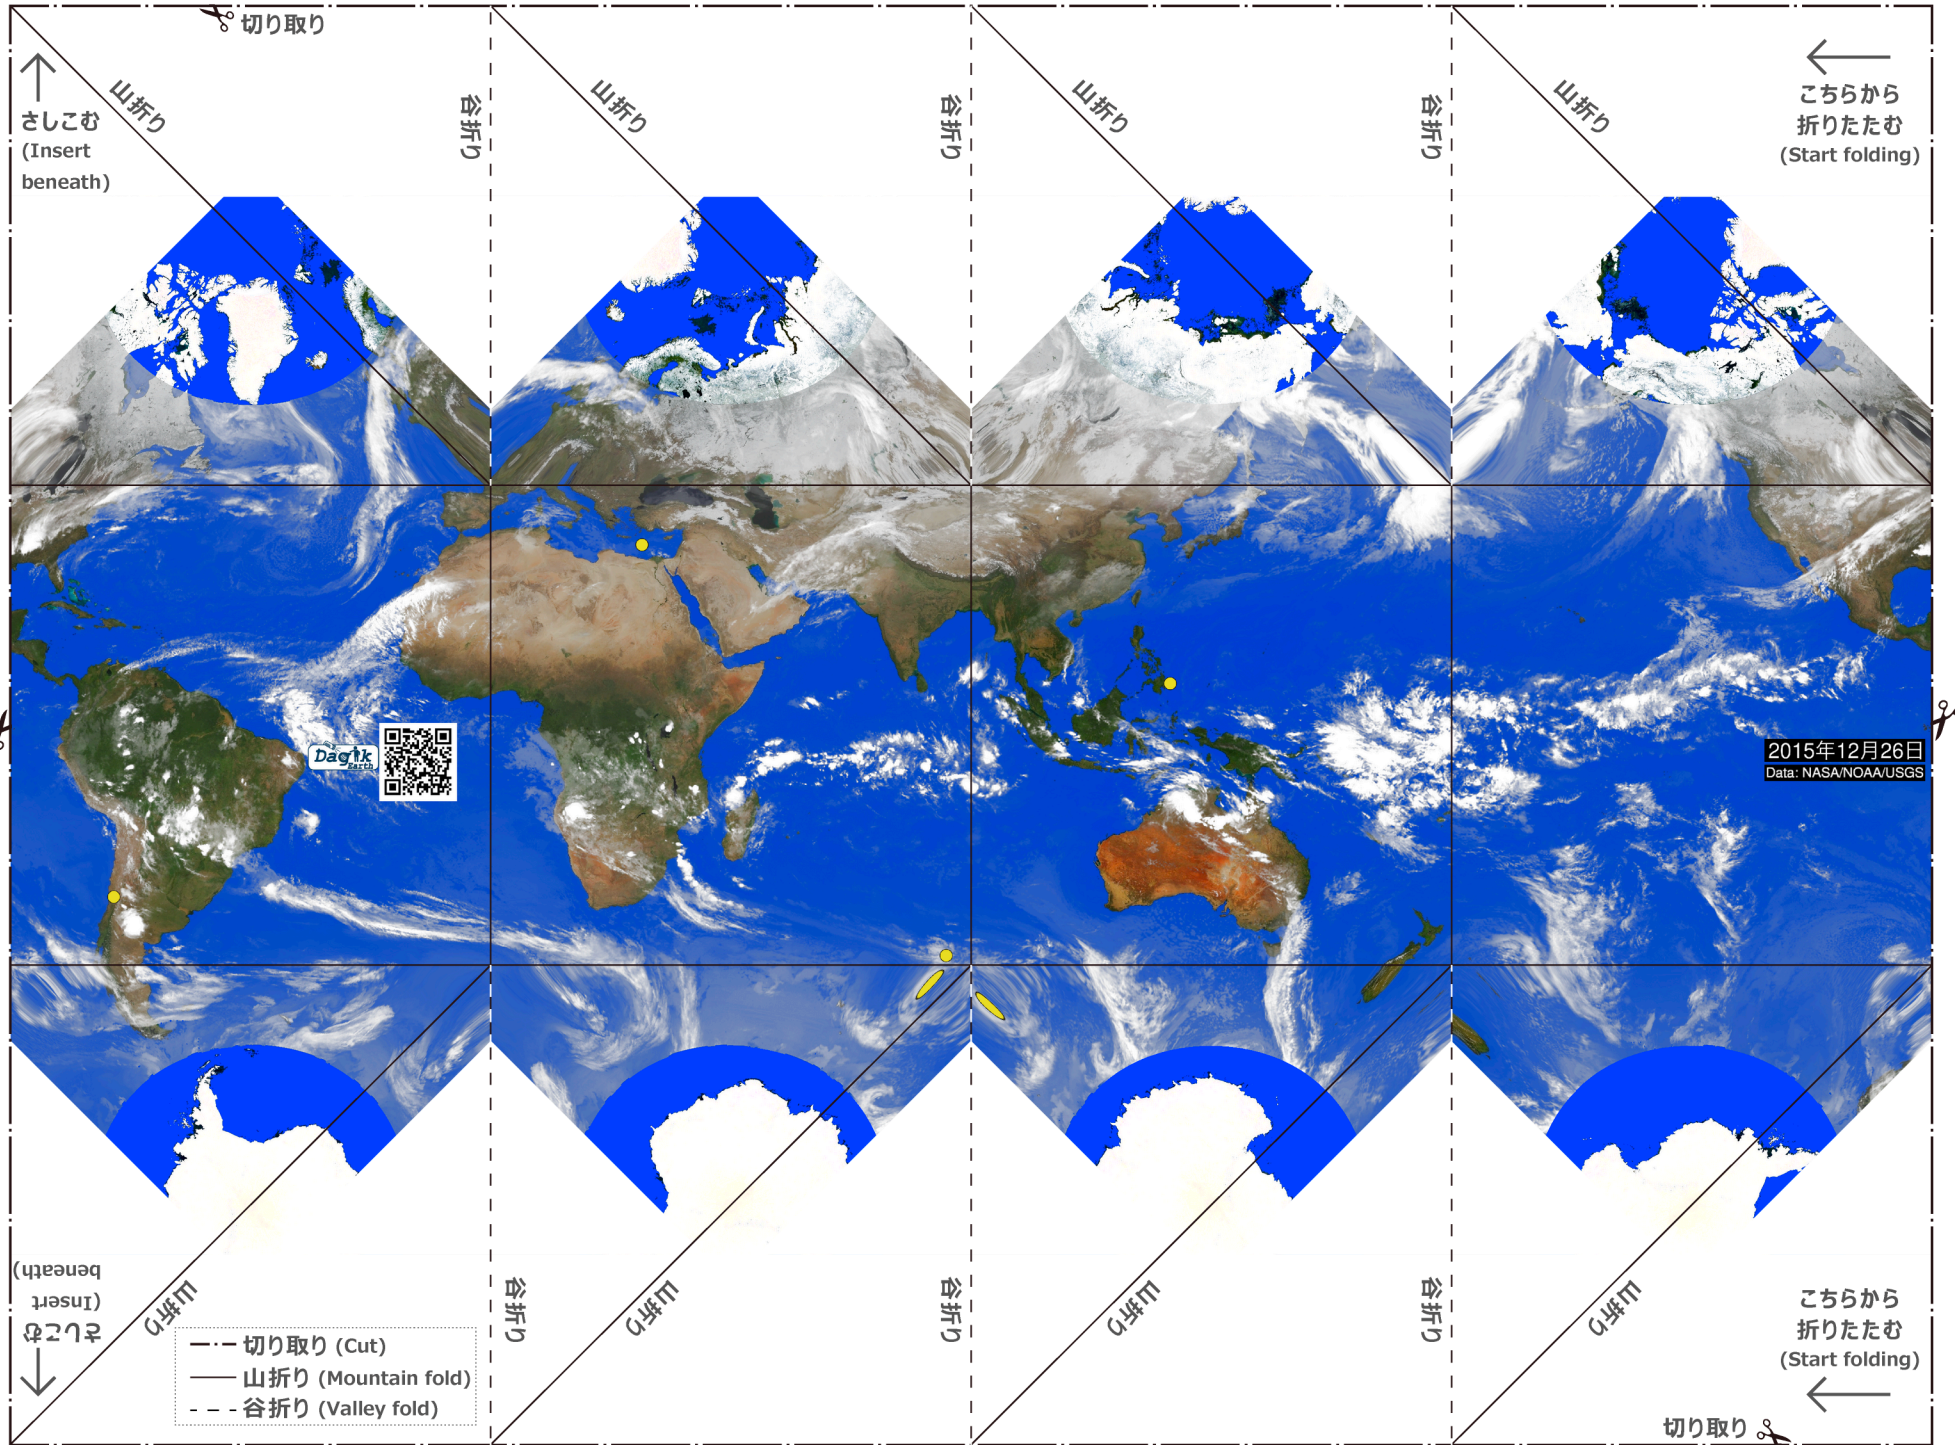 切り取り
さしこむ
(Insert
beneath)
山折り
谷折り
山折り
谷折り
山折り
谷折り
山折り
こちらから
折りたたむ
(Start folding)
Dagik
Earth
2015年12月26日
Data: NASA/NOAA/USGS
さしこむ
(Insert
beneath)
山折り
谷折り
山折り
谷折り
山折り
谷折り
山折り
こちらから
折りたたむ
(Start folding)
切り取り (Cut)
山折り (Mountain fold)
谷折り (Valley fold)
切り取り